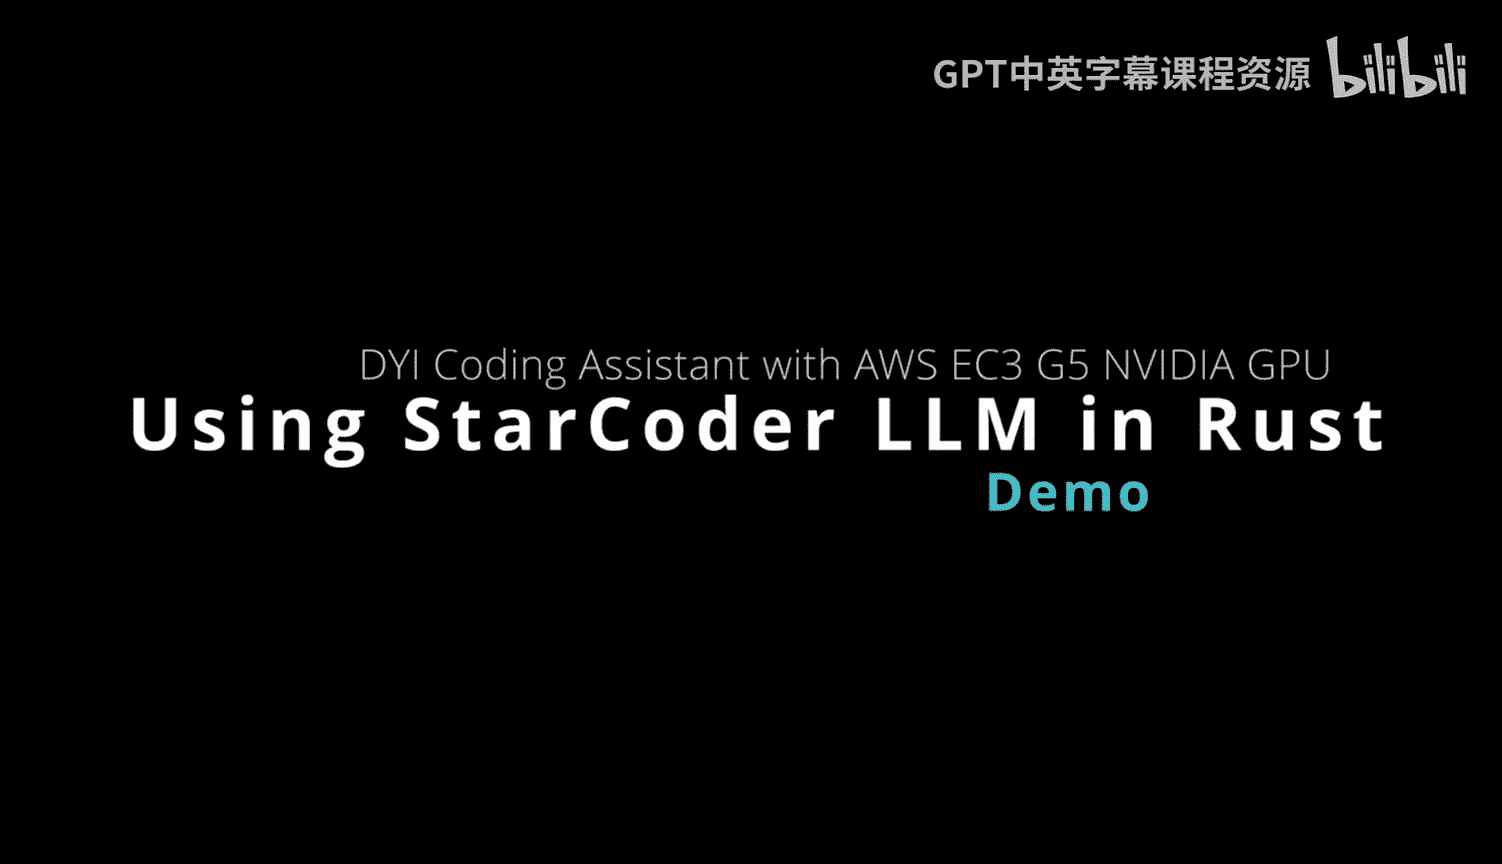 GPT中英字幕课程资源 bilibili
DYI Coding Assistant with AWS EC3 G5 NVIDIA GPU
Using StarCoder LLM in Rust
Demo